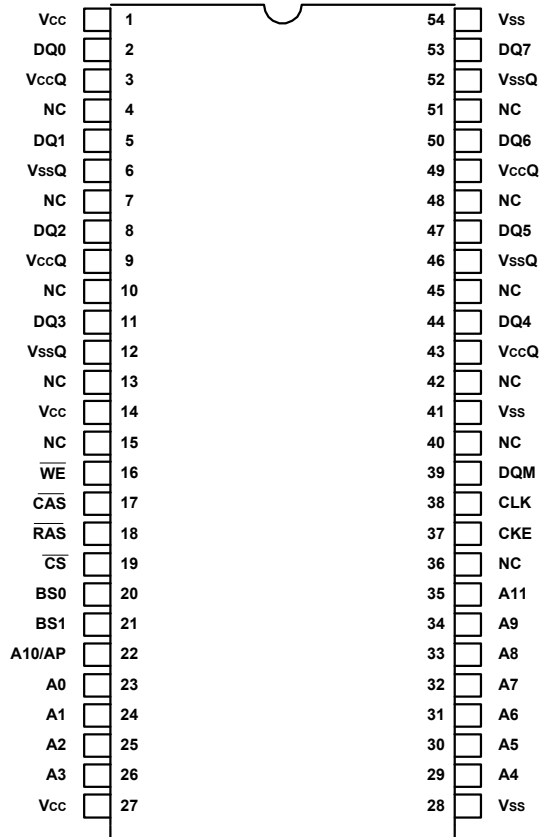 Vcc 1 54 Vss
DQ0 2 53 DQ7
VccQ 3 52 VssQ
NC 4 51 NC
DQ1 5 50 DQ6
VssQ 6 49 VccQ
NC 7 48 NC
DQ2 8 47 DQ5
VccQ 9 46 VssQ
NC 10 45 NC
DQ3 11 44 DQ4
VssQ 12 43 VccQ
NC 13 42 NC
Vcc 14 41 Vss
NC 15 40 NC
W̅E̅ 16 39 DQM
C̅A̅S̅ 17 38 CLK
R̅A̅S̅ 18 37 CKE
C̅S̅ 19 36 NC
BS0 20 35 A11
BS1 21 34 A9
A10/AP 22 33 A8
A0 23 32 A7
A1 24 31 A6
A2 25 30 A5
A3 26 29 A4
Vcc 27 28 Vss